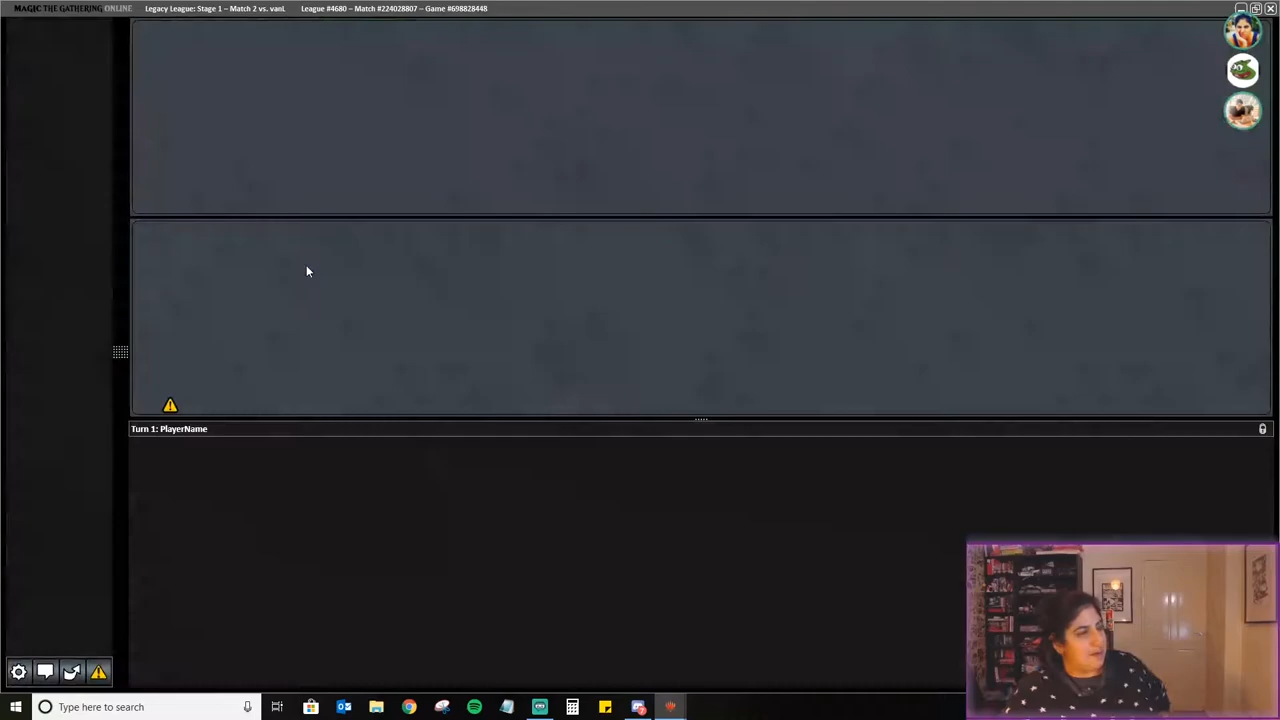 MAGIC THE GATHERING ONLINE Legacy League: Stage 1 – Match 2 vs. vanL League #4680 – Match #224028807 – Game #698828448
Turn 1: PlayerName
Type here to search